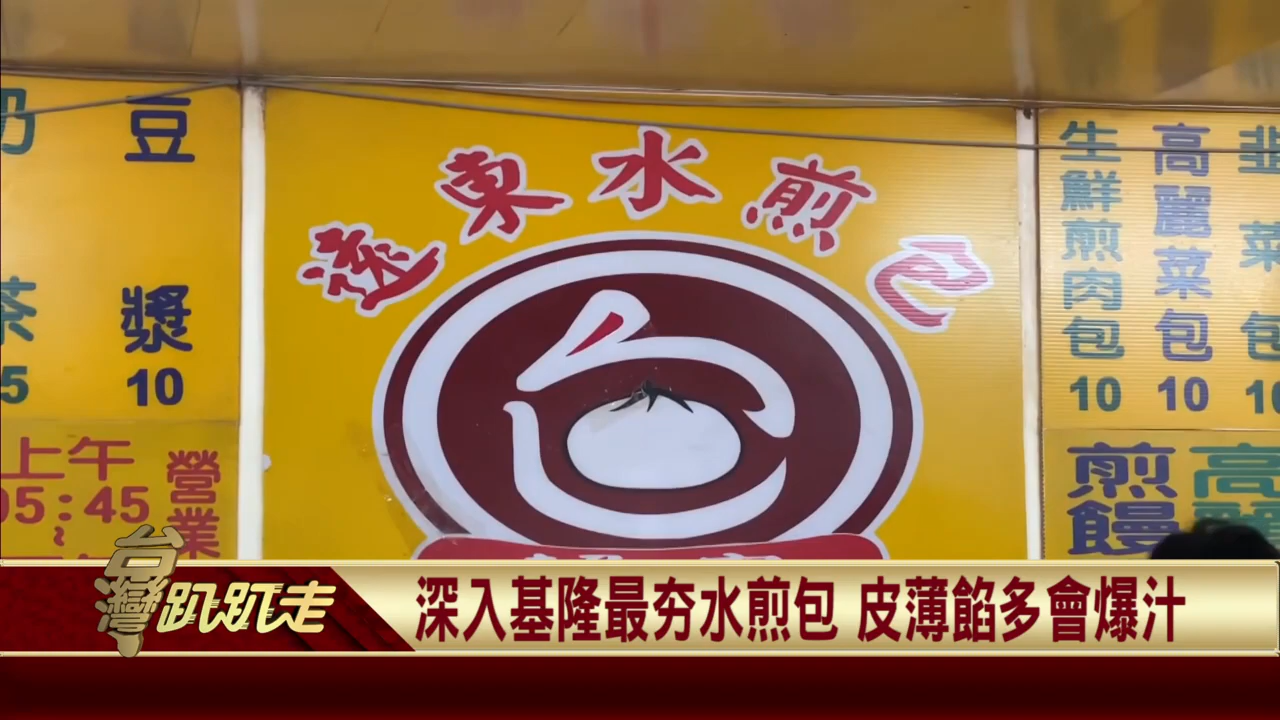 遼東水煎包
奶茶
豆漿 10
上午
05:45
~
營業
生鮮煎肉包 10
高麗菜包 10
韭菜包 10
煎饅
高麗
台灣趴趴走
深入基隆最夯水煎包 皮薄餡多會爆汁